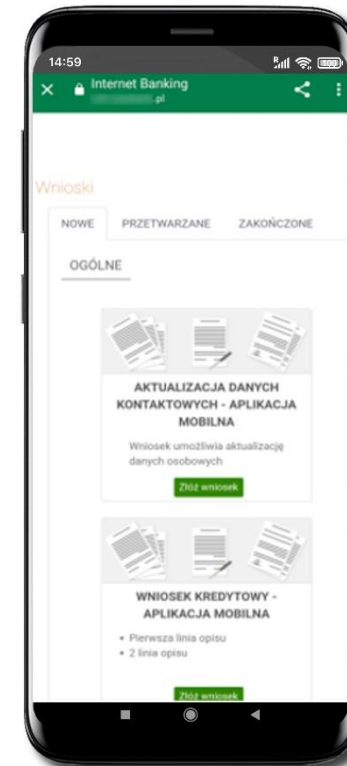 14:59
Internet Banking
.pl
Wnioski
NOWE PRZETWARZANE ZAKOŃCZONE
OGÓLNE
AKTUALIZACJA DANYCH
KONTAKTOWYCH - APLIKACJA
MOBILNA
Wniosek umożliwia aktualizację
danych osobowych
Złóż wniosek
WNIOSEK KREDYTOWY -
APLIKACJA MOBILNA
• Pierwsza linia opisu
• 2 linia opisu
Złóż wniosek